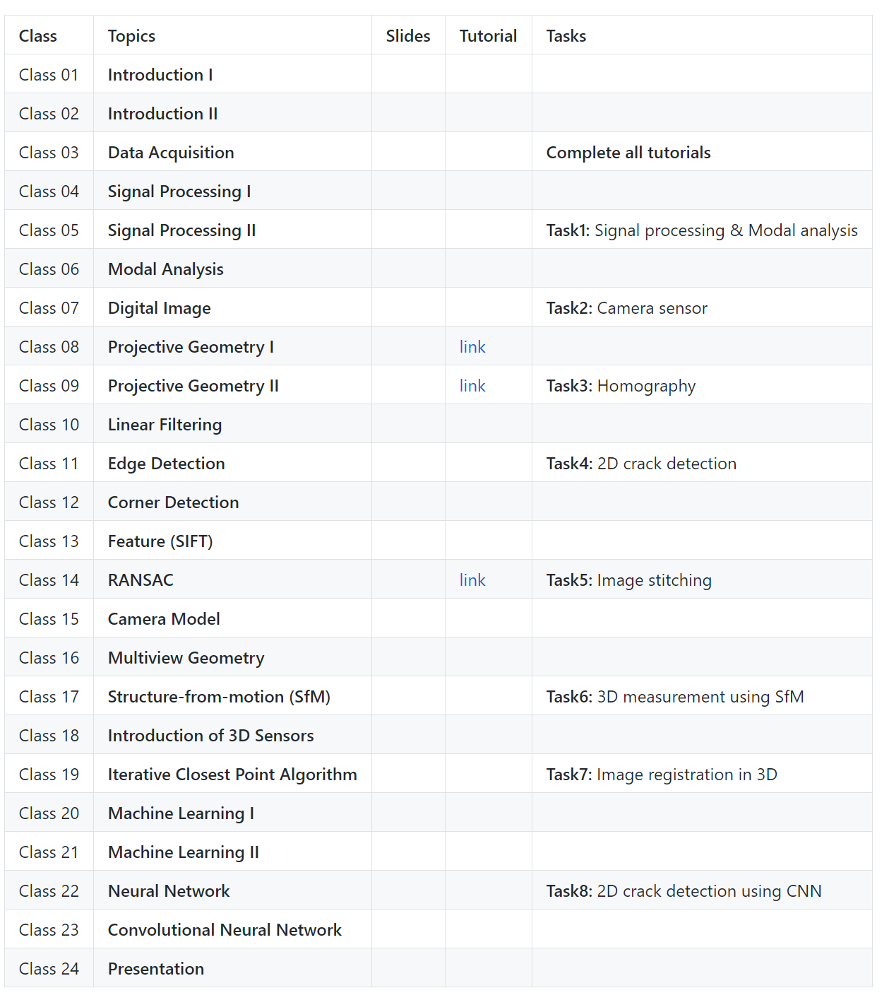 Class Topics Slides Tutorial Tasks
Class 01 Introduction I
Class 02 Introduction II
Class 03 Data Acquisition Complete all tutorials
Class 04 Signal Processing I
Class 05 Signal Processing II Task1: Signal processing & Modal analysis
Class 06 Modal Analysis
Class 07 Digital Image Task2: Camera sensor
Class 08 Projective Geometry I link
Class 09 Projective Geometry II link Task3: Homography
Class 10 Linear Filtering
Class 11 Edge Detection Task4: 2D crack detection
Class 12 Corner Detection
Class 13 Feature (SIFT)
Class 14 RANSAC link Task5: Image stitching
Class 15 Camera Model
Class 16 Multiview Geometry
Class 17 Structure-from-motion (SfM) Task6: 3D measurement using SfM
Class 18 Introduction of 3D Sensors
Class 19 Iterative Closest Point Algorithm Task7: Image registration in 3D
Class 20 Machine Learning I
Class 21 Machine Learning II
Class 22 Neural Network Task8: 2D crack detection using CNN
Class 23 Convolutional Neural Network
Class 24 Presentation